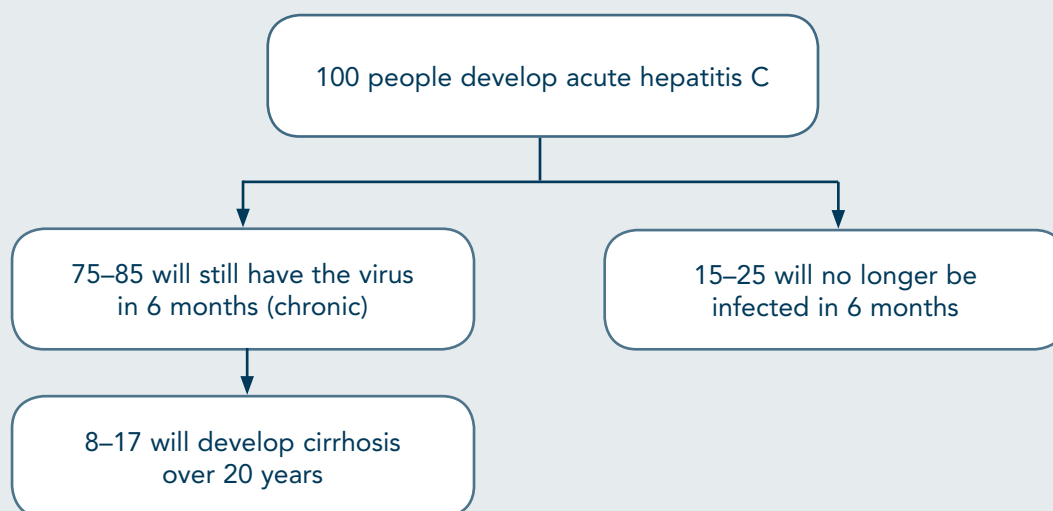 100 people develop acute hepatitis C
75–85 will still have the virus
in 6 months (chronic)
15–25 will no longer be
infected in 6 months
8–17 will develop cirrhosis
over 20 years